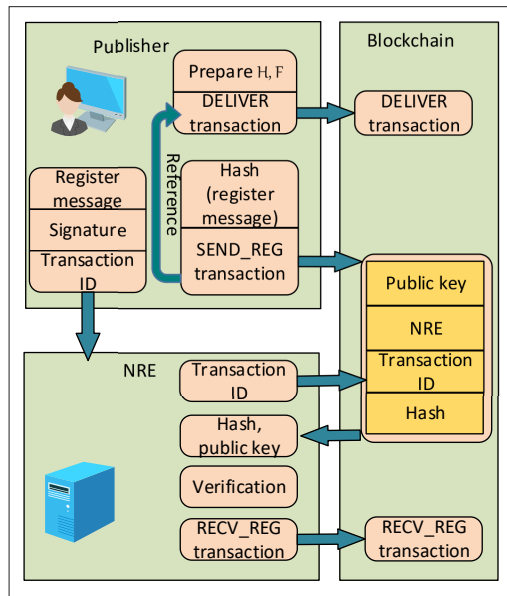 Publisher
Prepare H, F
DELIVER
transaction
Reference
Hash
(register
message)
SEND_REG
transaction
Register
message
Signature
Transaction
ID
Blockchain
DELIVER
transaction
Public key
NRE
Transaction
ID
Hash
NRE
Transaction
ID
Hash,
public key
Verification
RECV_REG
transaction
RECV_REG
transaction